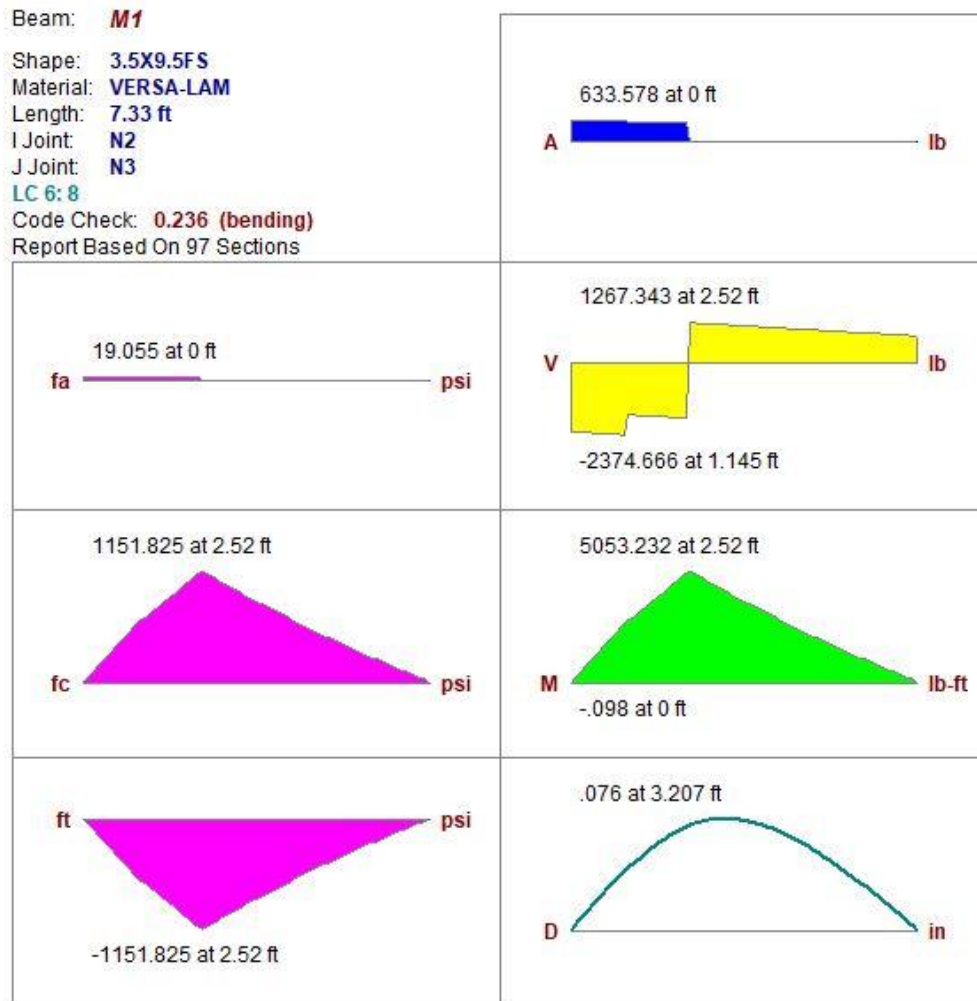 Beam: M1
Shape: 3.5X9.5FS
Material: VERSA-LAM
Length: 7.33 ft
I Joint: N2
J Joint: N3
LC 6: 8
Code Check: 0.236 (bending)
Report Based On 97 Sections
633.578 at 0 ft
A lb
19.055 at 0 ft
fa psi
1267.343 at 2.52 ft
V lb
-2374.666 at 1.145 ft
1151.825 at 2.52 ft
fc psi
5053.232 at 2.52 ft
M lb-ft
-.098 at 0 ft
ft psi
-1151.825 at 2.52 ft
.076 at 3.207 ft
D in